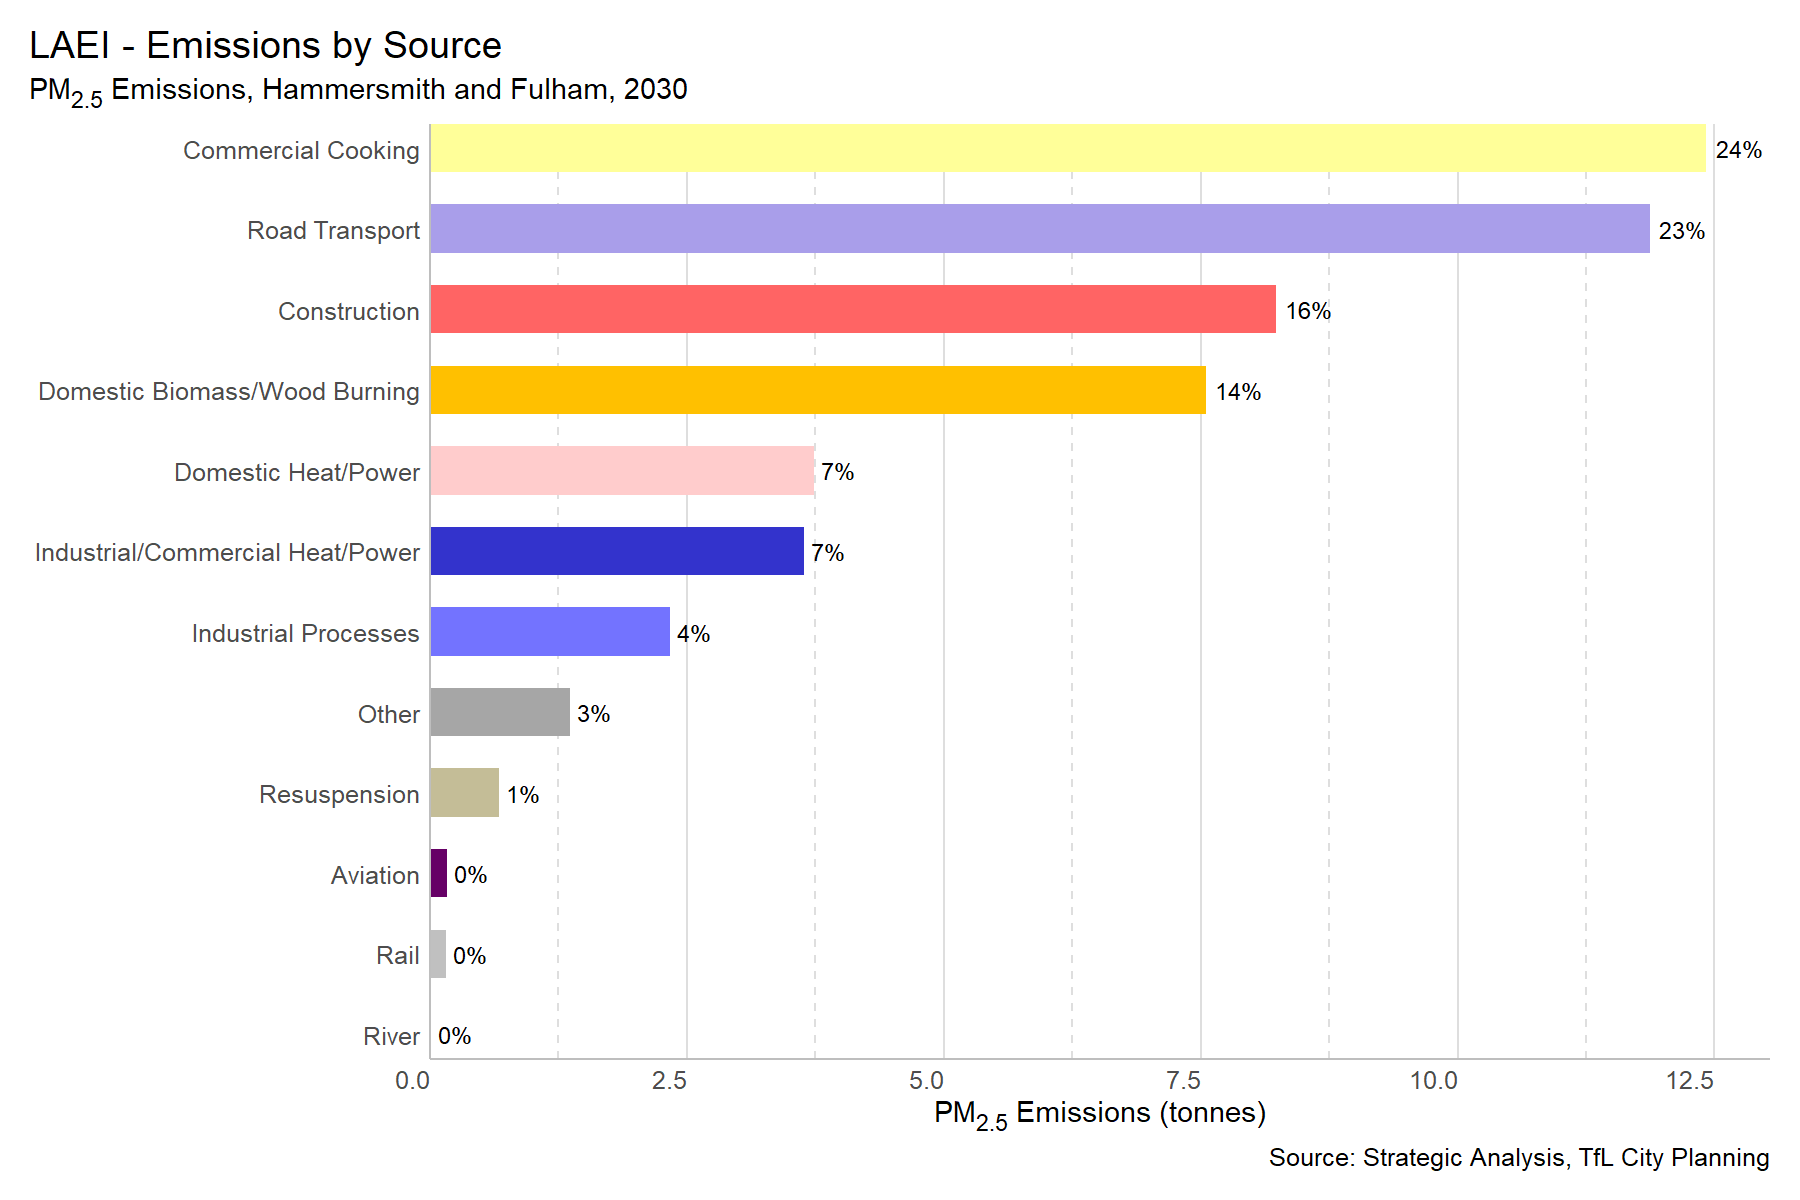 LAEI - Emissions by Source
PM2.5 Emissions, Hammersmith and Fulham, 2030
Commercial Cooking 24%
Road Transport 23%
Construction 16%
Domestic Biomass/Wood Burning 14%
Domestic Heat/Power 7%
Industrial/Commercial Heat/Power 7%
Industrial Processes 4%
Other 3%
Resuspension 1%
Aviation 0%
Rail 0%
River 0%
0.0 2.5 5.0 7.5 10.0 12.5
PM2.5 Emissions (tonnes)
Source: Strategic Analysis, TfL City Planning